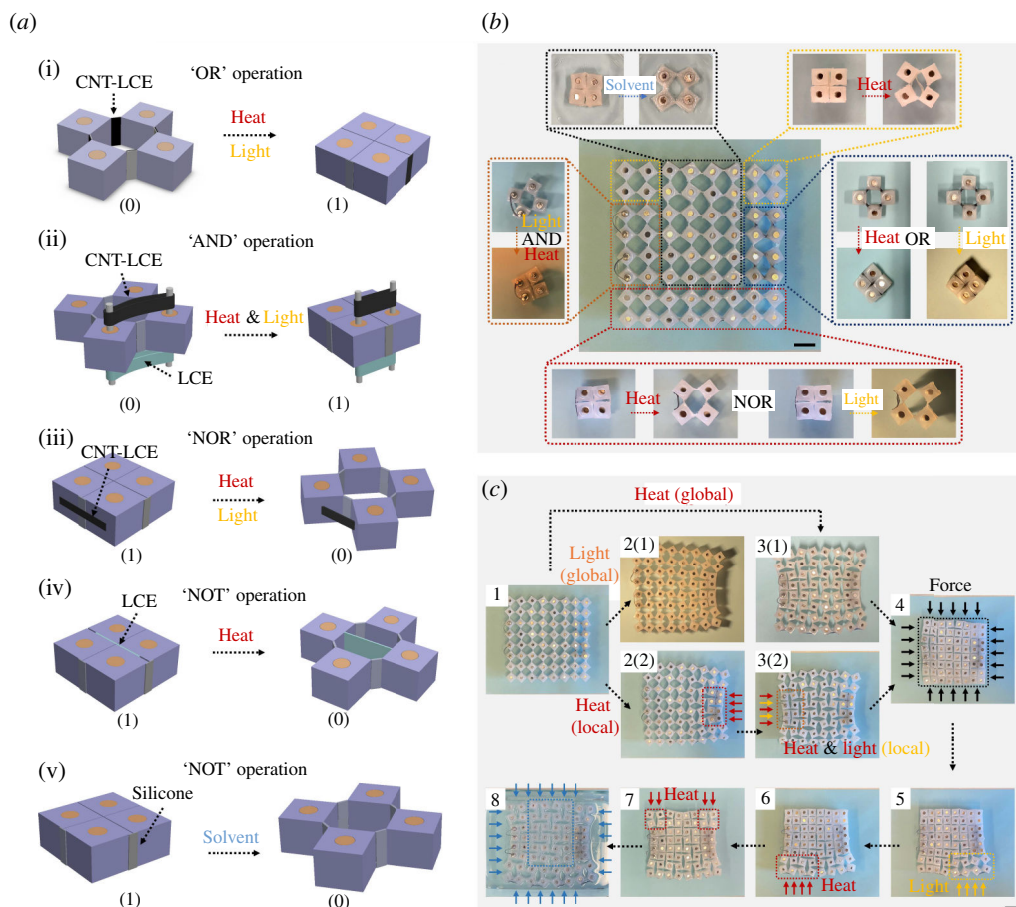 (a)
(i)
CNT-LCE
'OR' operation
Heat
Light
(0)
(1)
(ii)
'AND' operation
CNT-LCE
Heat & Light
LCE
(0)
(1)
(iii)
'NOR' operation
CNT-LCE
Heat
Light
(1)
(0)
(iv)
LCE
'NOT' operation
Heat
(1)
(0)
(v)
'NOT' operation
Silicone
Solvent
(1)
(0)
(b)
Solvent
Heat
Light
AND
Heat
Heat OR Light
Heat
NOR
Light
(c)
Heat (global)
1
Light
(global)
2(1)
3(1)
Force
4
Heat
(local)
2(2)
3(2)
Heat & light (local)
8
7
Heat
6
Heat
5
Light